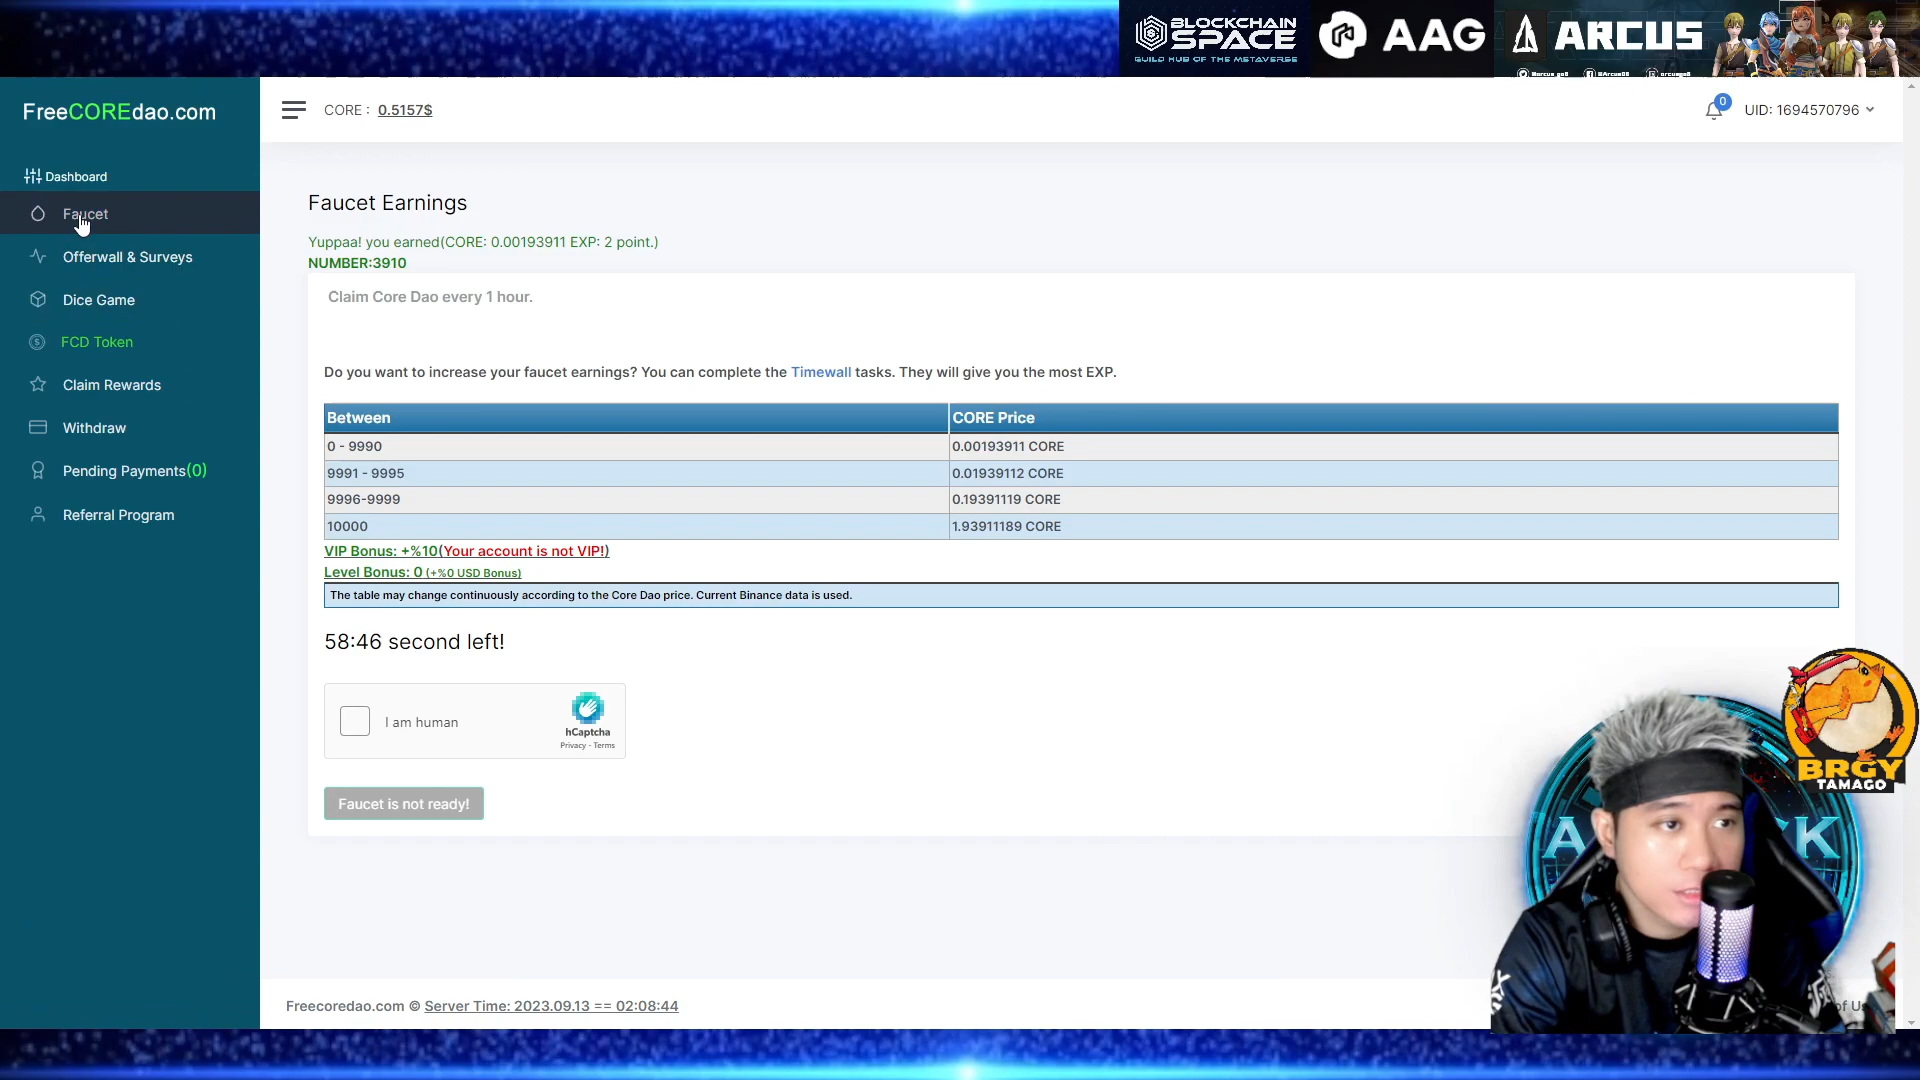 BLOCKCHAIN
SPACE
GUILD HUB OF THE METAVERSE
AAG
ARCUS
FreeCOREdao.com
CORE : 0.5157$
0
UID: 1694570796
Dashboard
Faucet
Offerwall & Surveys
Dice Game
FCD Token
Claim Rewards
Withdraw
Pending Payments(0)
Referral Program
Faucet Earnings
Yuppaa! you earned(CORE: 0.00193911 EXP: 2 point.)
NUMBER:3910
Claim Core Dao every 1 hour.
Do you want to increase your faucet earnings? You can complete the Timewall tasks. They will give you the most EXP.
Between CORE Price
0 - 9990 0.00193911 CORE
9991 - 9995 0.01939112 CORE
9996-9999 0.19391119 CORE
10000 1.93911189 CORE
VIP Bonus: +%10(Your account is not VIP!)
Level Bonus: 0 (+%0 USD Bonus)
The table may change continuously according to the Core Dao price. Current Binance data is used.
58:46 second left!
I am human
hCaptcha
Privacy - Terms
Faucet is not ready!
BRGY
TAMAGO
Freecoredao.com © Server Time: 2023.09.13 == 02:08:44